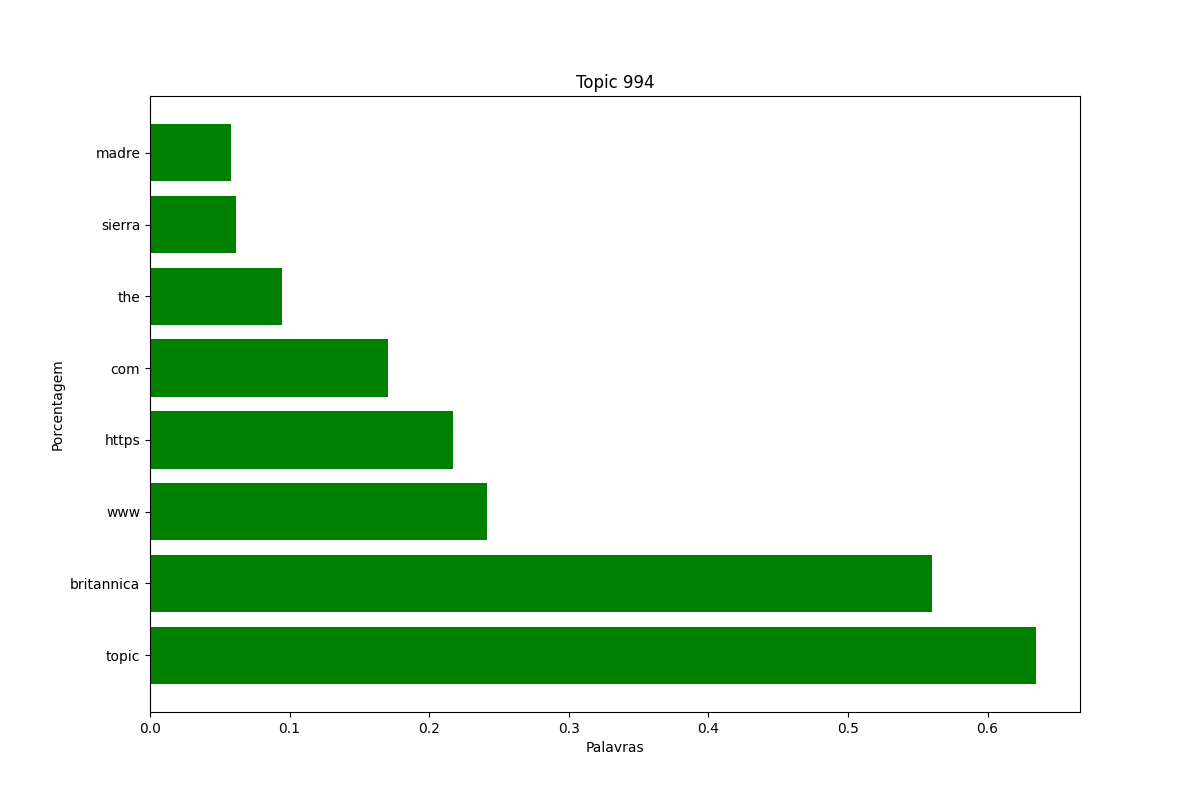 Topic 994
madre
sierra
the
com
https
www
britannica
topic
Porcentagem
0.0 0.1 0.2 0.3 0.4 0.5 0.6
Palavras